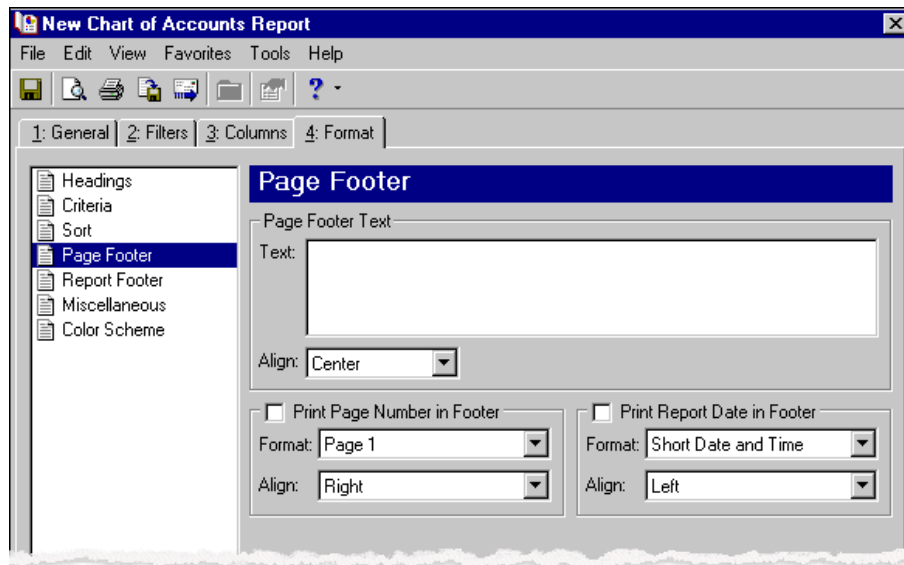 New Chart of Accounts Report
File Edit View Favorites Tools Help
1: General 2: Filters 3: Columns 4: Format
Headings
Criteria
Sort
Page Footer
Report Footer
Miscellaneous
Color Scheme
Page Footer
Page Footer Text
Text:
Align: Center
Print Page Number in Footer
Format: Page 1
Align: Right
Print Report Date in Footer
Format: Short Date and Time
Align: Left